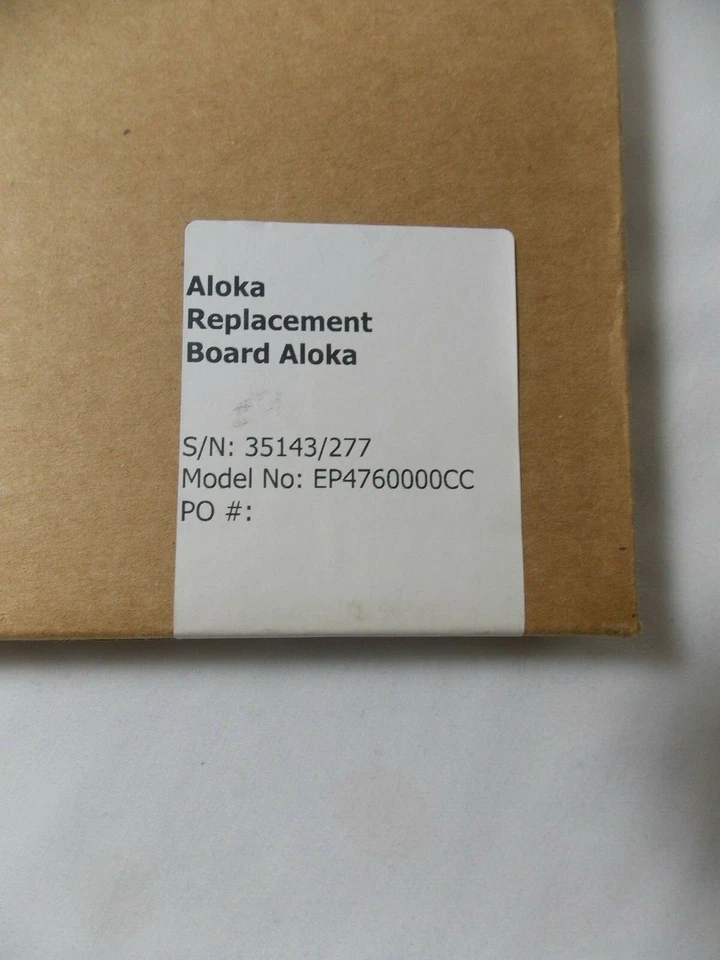 Aloka
Replacement
Board Aloka
S/N: 35143/277
Model No: EP4760000CC
PO #: